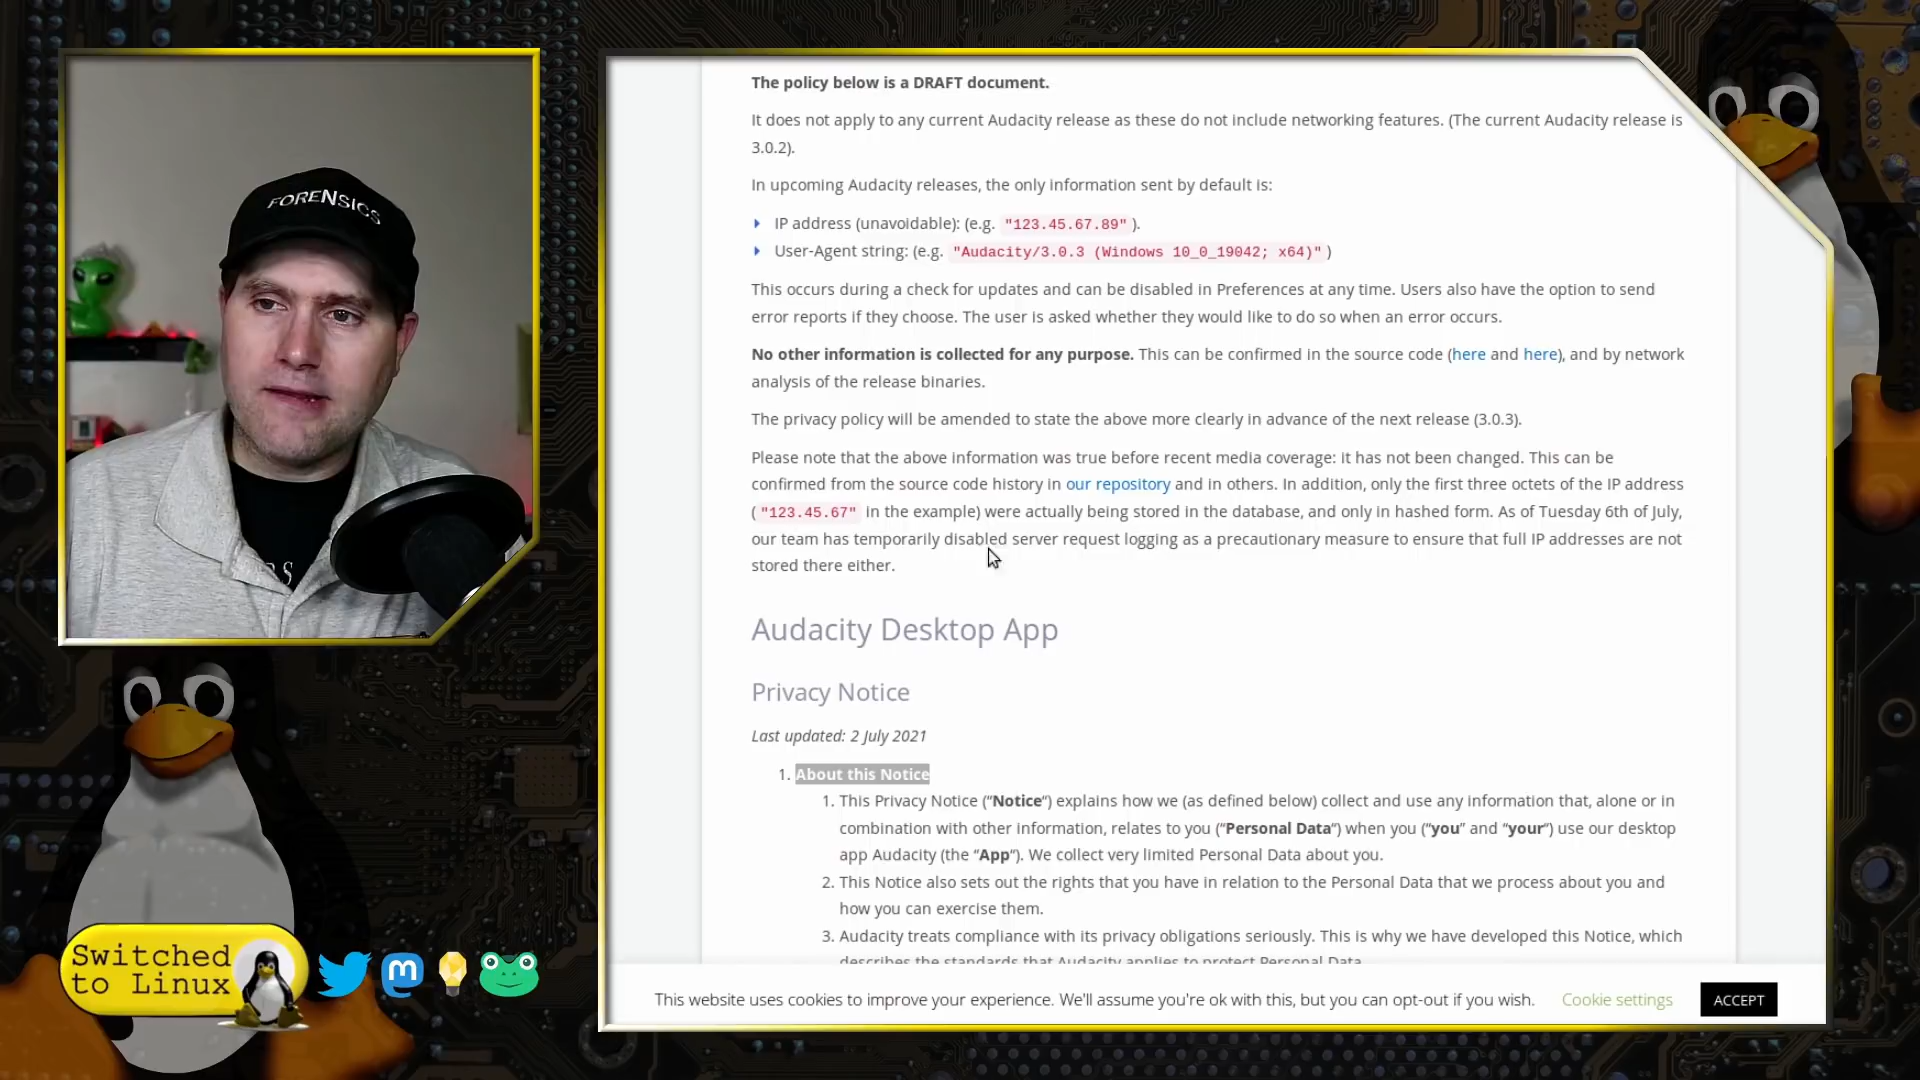 The policy below is a DRAFT document.
It does not apply to any current Audacity release as these do not include networking features. (The current Audacity release is
3.0.2).
In upcoming Audacity releases, the only information sent by default is:
IP address (unavoidable): (e.g. "123.45.67.89" ).
User-Agent string: (e.g. "Audacity/3.0.3 (Windows 10_0_19042; x64)" )
This occurs during a check for updates and can be disabled in Preferences at any time. Users also have the option to send
error reports if they choose. The user is asked whether they would like to do so when an error occurs.
No other information is collected for any purpose. This can be confirmed in the source code (here and here), and by network
analysis of the release binaries.
The privacy policy will be amended to state the above more clearly in advance of the next release (3.0.3).
Please note that the above information was true before recent media coverage: it has not been changed. This can be
confirmed from the source code history in our repository and in others. In addition, only the first three octets of the IP address
( "123.45.67" in the example) were actually being stored in the database, and only in hashed form. As of Tuesday 6th of July,
our team has temporarily disabled server request logging as a precautionary measure to ensure that full IP addresses are not
stored there either.
Audacity Desktop App
Privacy Notice
Last updated: 2 July 2021
1. About this Notice
1. This Privacy Notice (“Notice“) explains how we (as defined below) collect and use any information that, alone or in
combination with other information, relates to you (“Personal Data“) when you (“you” and “your“) use our desktop
app Audacity (the “App“). We collect very limited Personal Data about you.
2. This Notice also sets out the rights that you have in relation to the Personal Data that we process about you and
how you can exercise them.
3. Audacity treats compliance with its privacy obligations seriously. This is why we have developed this Notice, which
describes the standards that Audacity applies to protect Personal Data.
This website uses cookies to improve your experience. We'll assume you're ok with this, but you can opt-out if you wish.
Cookie settings
ACCEPT
FORENSICS
Switched
to Linux
m